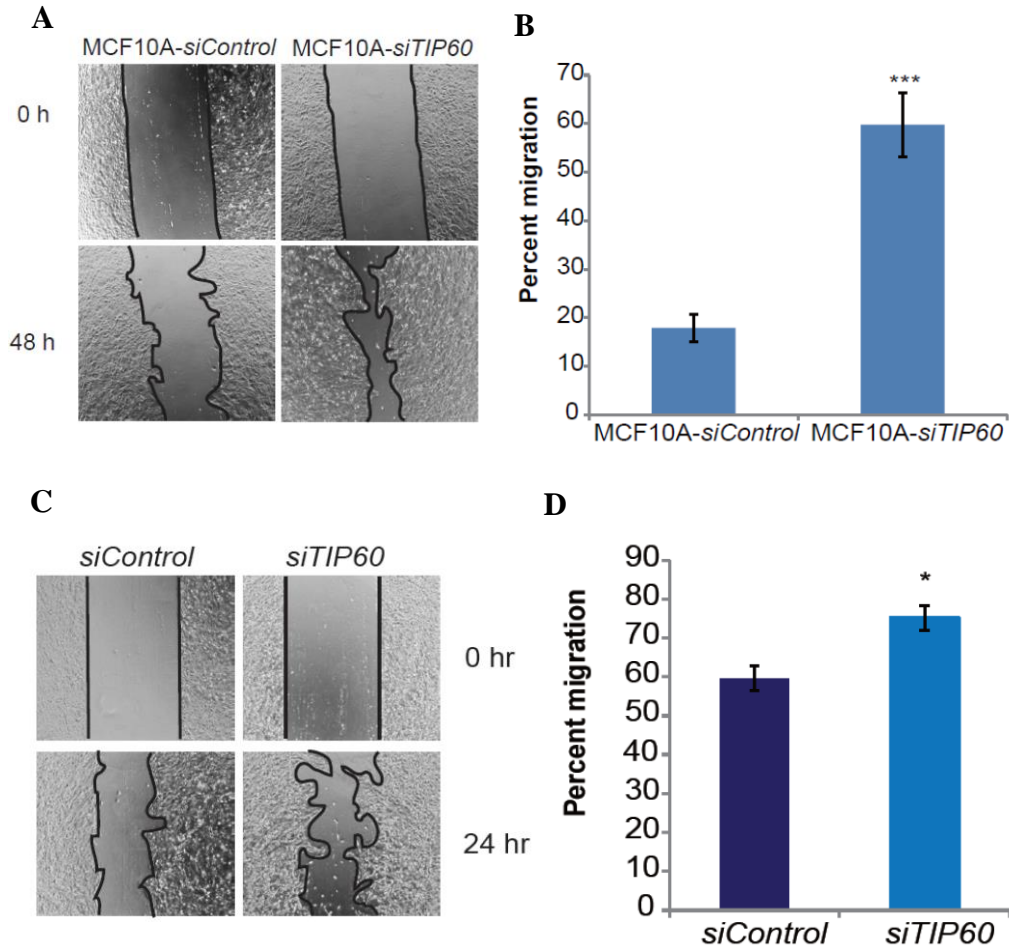 A
MCF10A-siControl MCF10A-siTIP60
0 h
48 h
B
Percent migration
70
60
50
40
30
20
10
0
***
MCF10A-siControl MCF10A-siTIP60
C
siControl siTIP60
0 hr
24 hr
D
Percent migration
90
80
70
60
50
40
30
20
10
0
*
siControl siTIP60